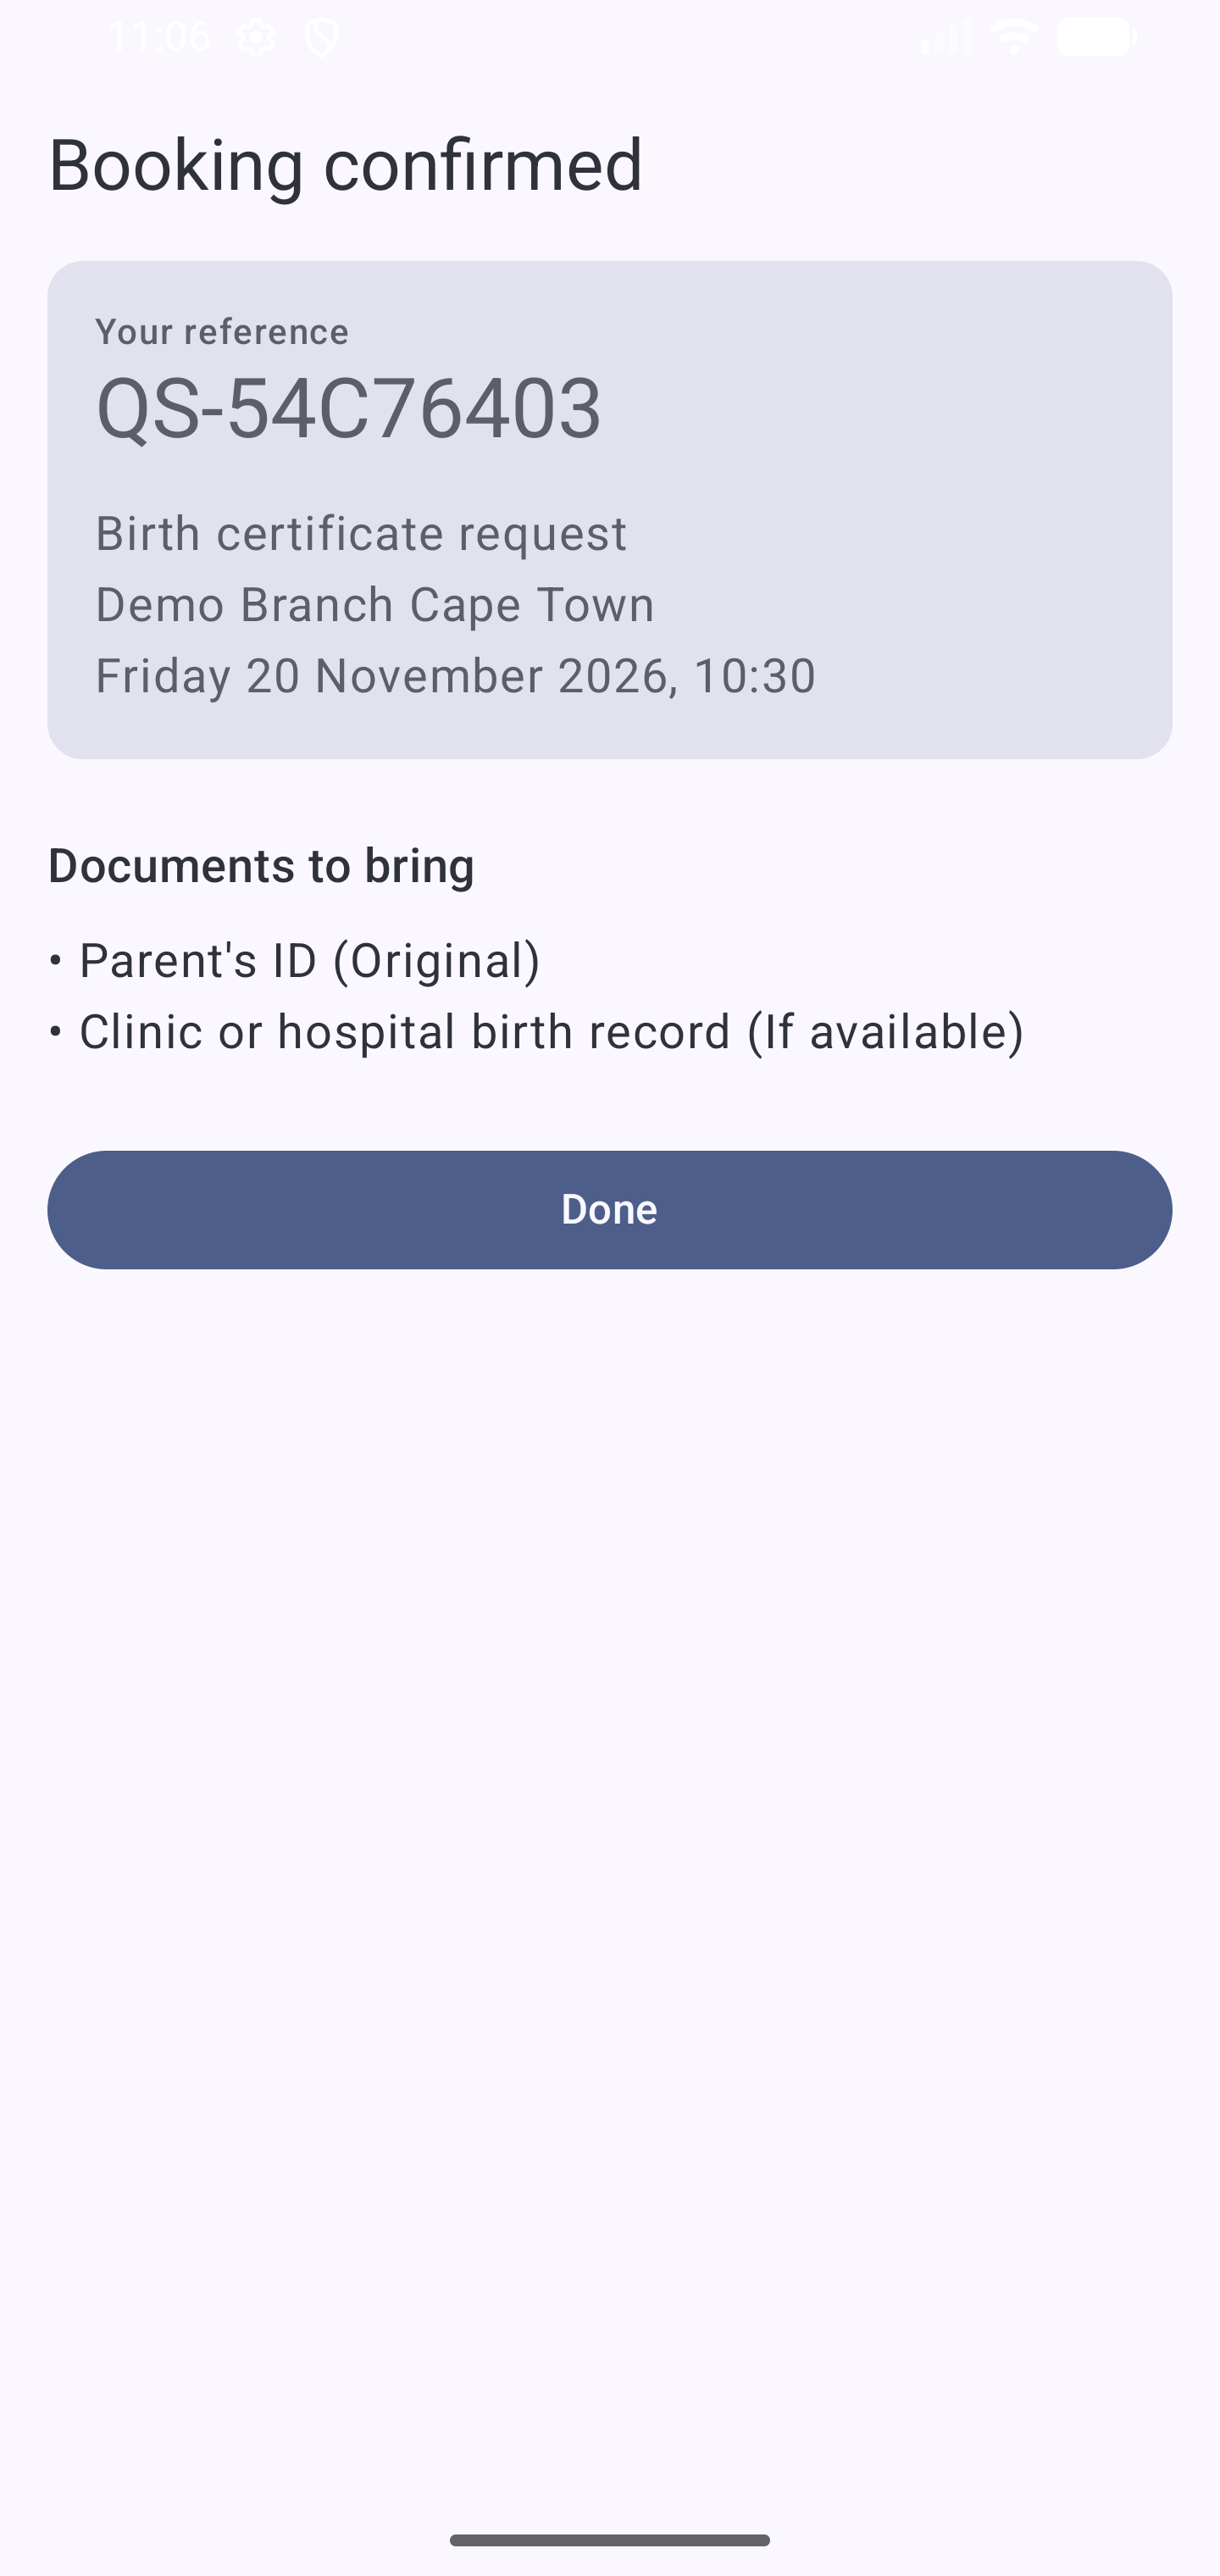 11:06
Booking confirmed
Your reference
QS-54C76403
Birth certificate request
Demo Branch Cape Town
Friday 20 November 2026, 10:30
Documents to bring
• Parent's ID (Original)
• Clinic or hospital birth record (If available)
Done